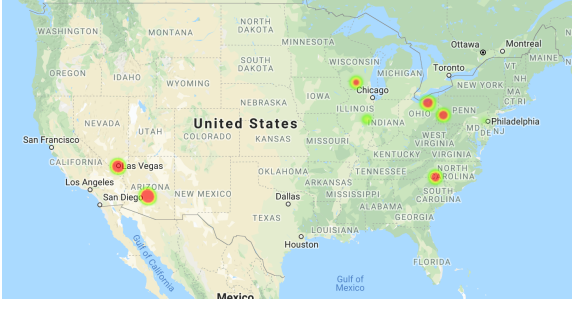 NORTH
DAKOTA
WASHINGTON
MONTANA
MINNESOTA
Ottawa
Montreal
MAINE
SOUTH
DAKOTA
WISCONSIN
Toronto
VT
NH
OREGON
IDAHO
MICHIGAN
NEW YORK
MA
CT RI
WYOMING
Chicago
IOWA
NEBRASKA
ILLINOIS
INDIANA
OHIO
PENN
Philadelphia
MD
DE
NJ
United States
NEVADA
UTAH
COLORADO
KANSAS
MISSOURI
WEST
VIRGINIA
San Francisco
KENTUCKY
VIRGINIA
CALIFORNIA
Las Vegas
OKLAHOMA
TENNESSEE
NORTH
CAROLINA
Los Angeles
ARIZONA
NEW MEXICO
ARKANSAS
SOUTH
CAROLINA
San Diego
Dallas
MISSISSIPPI
ALABAMA
TEXAS
GEORGIA
LOUISIANA
Houston
Gulf of California
FLORIDA
Gulf of
Mexico
Mexico